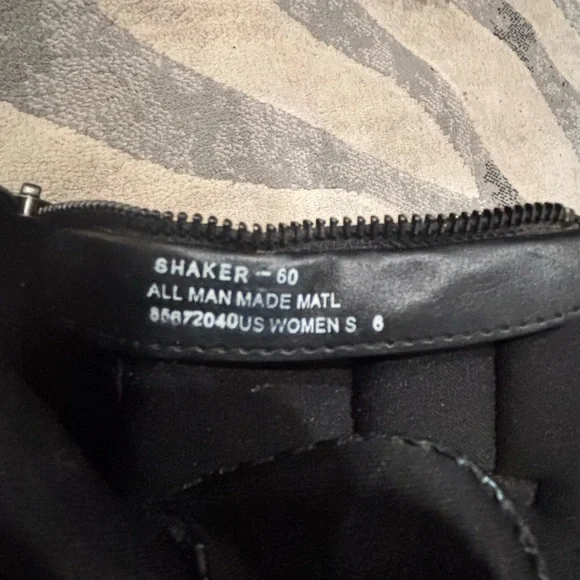 SHAKER - 60
ALL MAN MADE MATL
85672040US WOMEN S 6